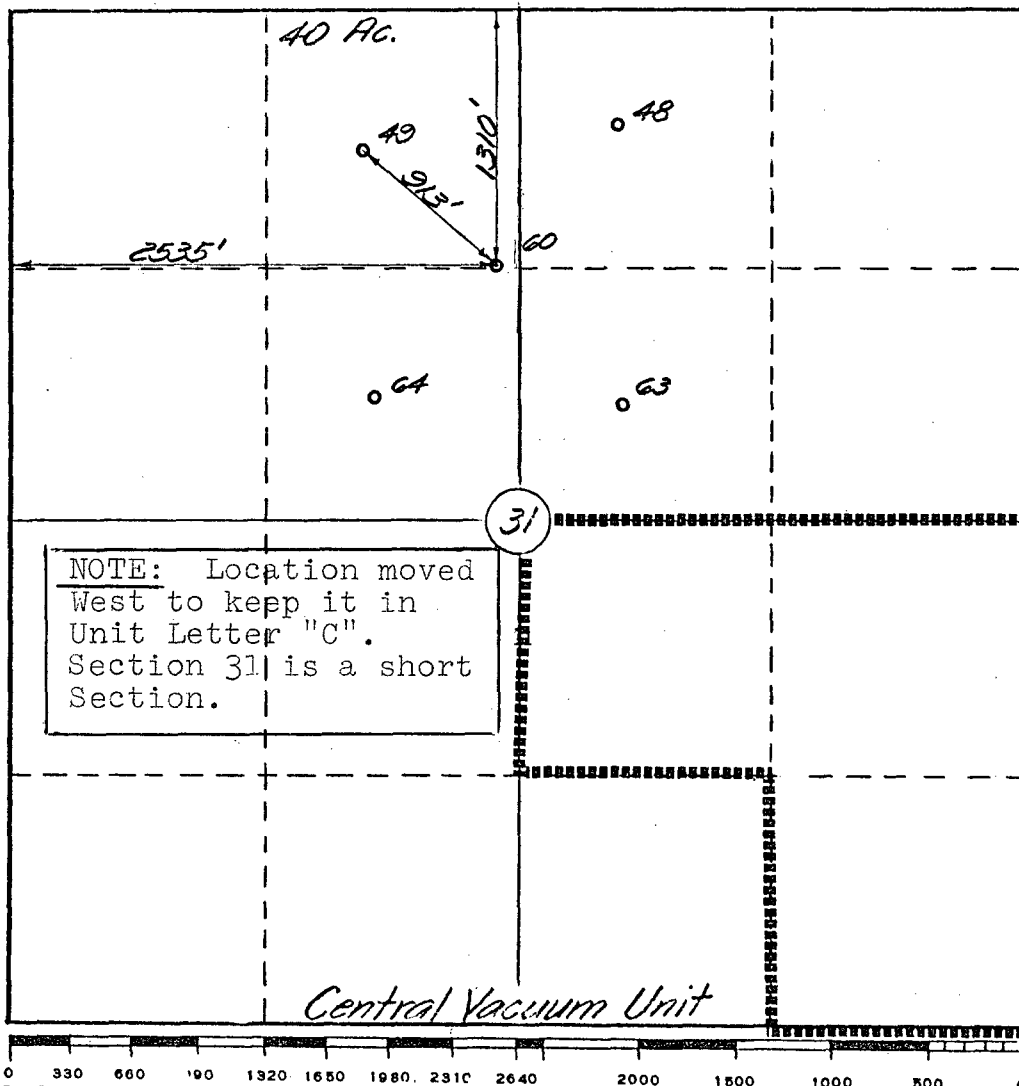 40 Ac.
48
49
1310'
913'
2535'
60
64
63
31
NOTE: Location moved
West to keep it in
Unit Letter "C".
Section 31 is a short
Section.
Central Vacuum Unit
0 330 660 '90 1320 1650 1980. 2310 2640 2000 1500 1000 500